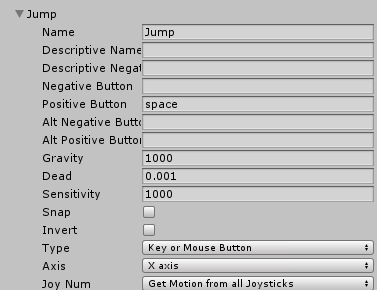 Jump
Name Jump
Descriptive Name
Descriptive Negat
Negative Button
Positive Button space
Alt Negative Butto
Alt Positive Button
Gravity 1000
Dead 0.001
Sensitivity 1000
Snap
Invert
Type Key or Mouse Button
Axis X axis
Joy Num Get Motion from all Joysticks